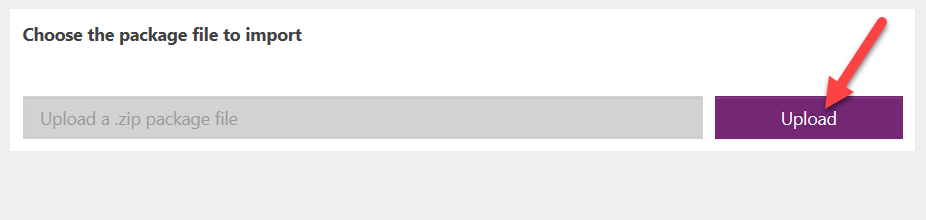 Choose the package file to import
Upload a .zip package file
Upload